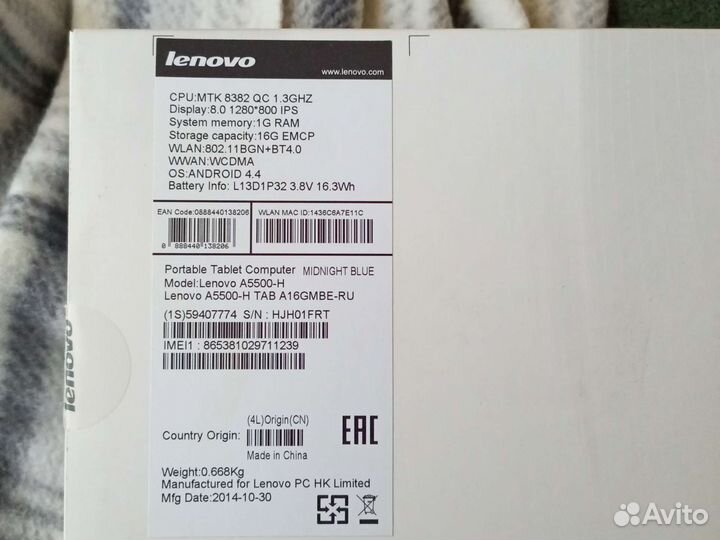 lenovo
www.lenovo.com
CPU:MTK 8382 QC 1.3GHZ
Display:8.0 1280*800 IPS
System memory:1G RAM
Storage capacity:16G EMCP
WLAN:802.11BGN+BT4.0
WWAN:WCDMA
OS:ANDROID 4.4
Battery Info: L13D1P32 3.8V 16.3Wh
EAN Code:0888440138206
WLAN MAC ID:1436C6A7E11C
0 888440 138206
Portable Tablet Computer MIDNIGHT BLUE
Model:Lenovo A5500-H
Lenovo A5500-H TAB A16GMBE-RU
(1S)59407774 S/N : HJH01FRT
IMEI1 : 865381029711239
lenovo
(4L)Origin(CN)
Country Origin:
Made in China
EAC
Weight:0.668Kg
Manufactured for Lenovo PC HK Limited
Mfg Date:2014-10-30
Avito